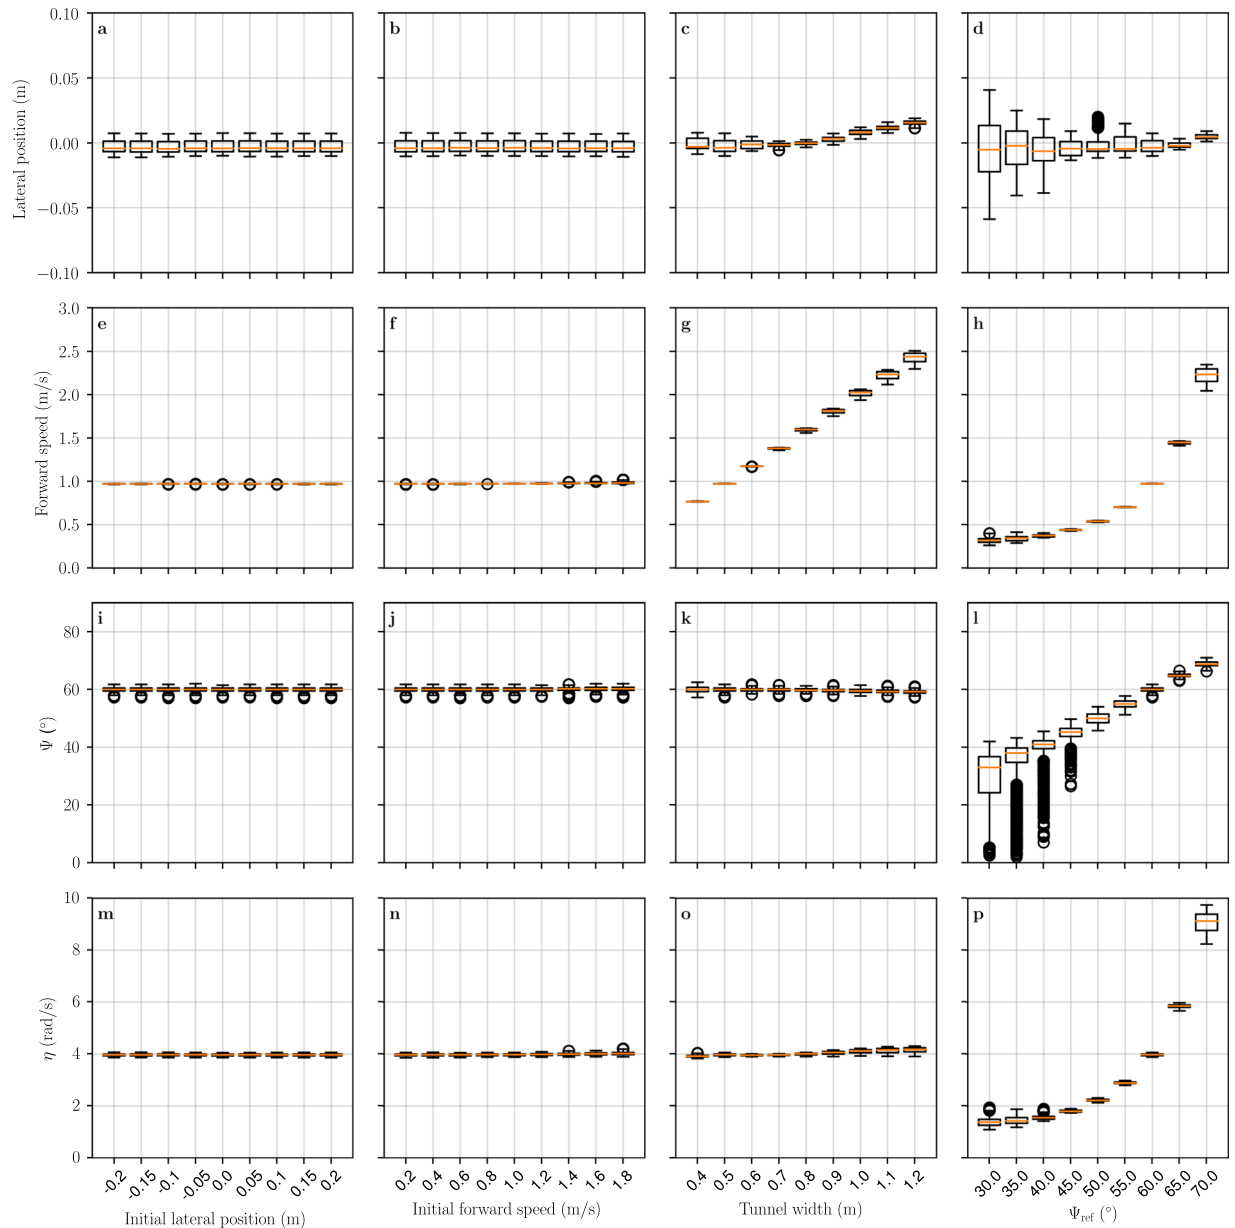 a
b
c
d
0.10
0.05
0.00
−0.05
−0.10
Lateral position (m)
e
f
g
h
3.0
2.5
2.0
1.5
1.0
0.5
0.0
Forward speed (m/s)
i
j
k
l
80
60
40
20
0
Ψ (°)
m
n
o
p
10
8
6
4
2
0
η (rad/s)
-0.2 -0.15 -0.1 -0.05 0.0 0.05 0.1 0.15 0.2
0.2 0.4 0.6 0.8 1.0 1.2 1.4 1.6 1.8
0.4 0.5 0.6 0.7 0.8 0.9 1.0 1.1 1.2
30.0 35.0 40.0 45.0 50.0 55.0 60.0 65.0 70.0
Initial lateral position (m)
Initial forward speed (m/s)
Tunnel width (m)
Ψref (°)